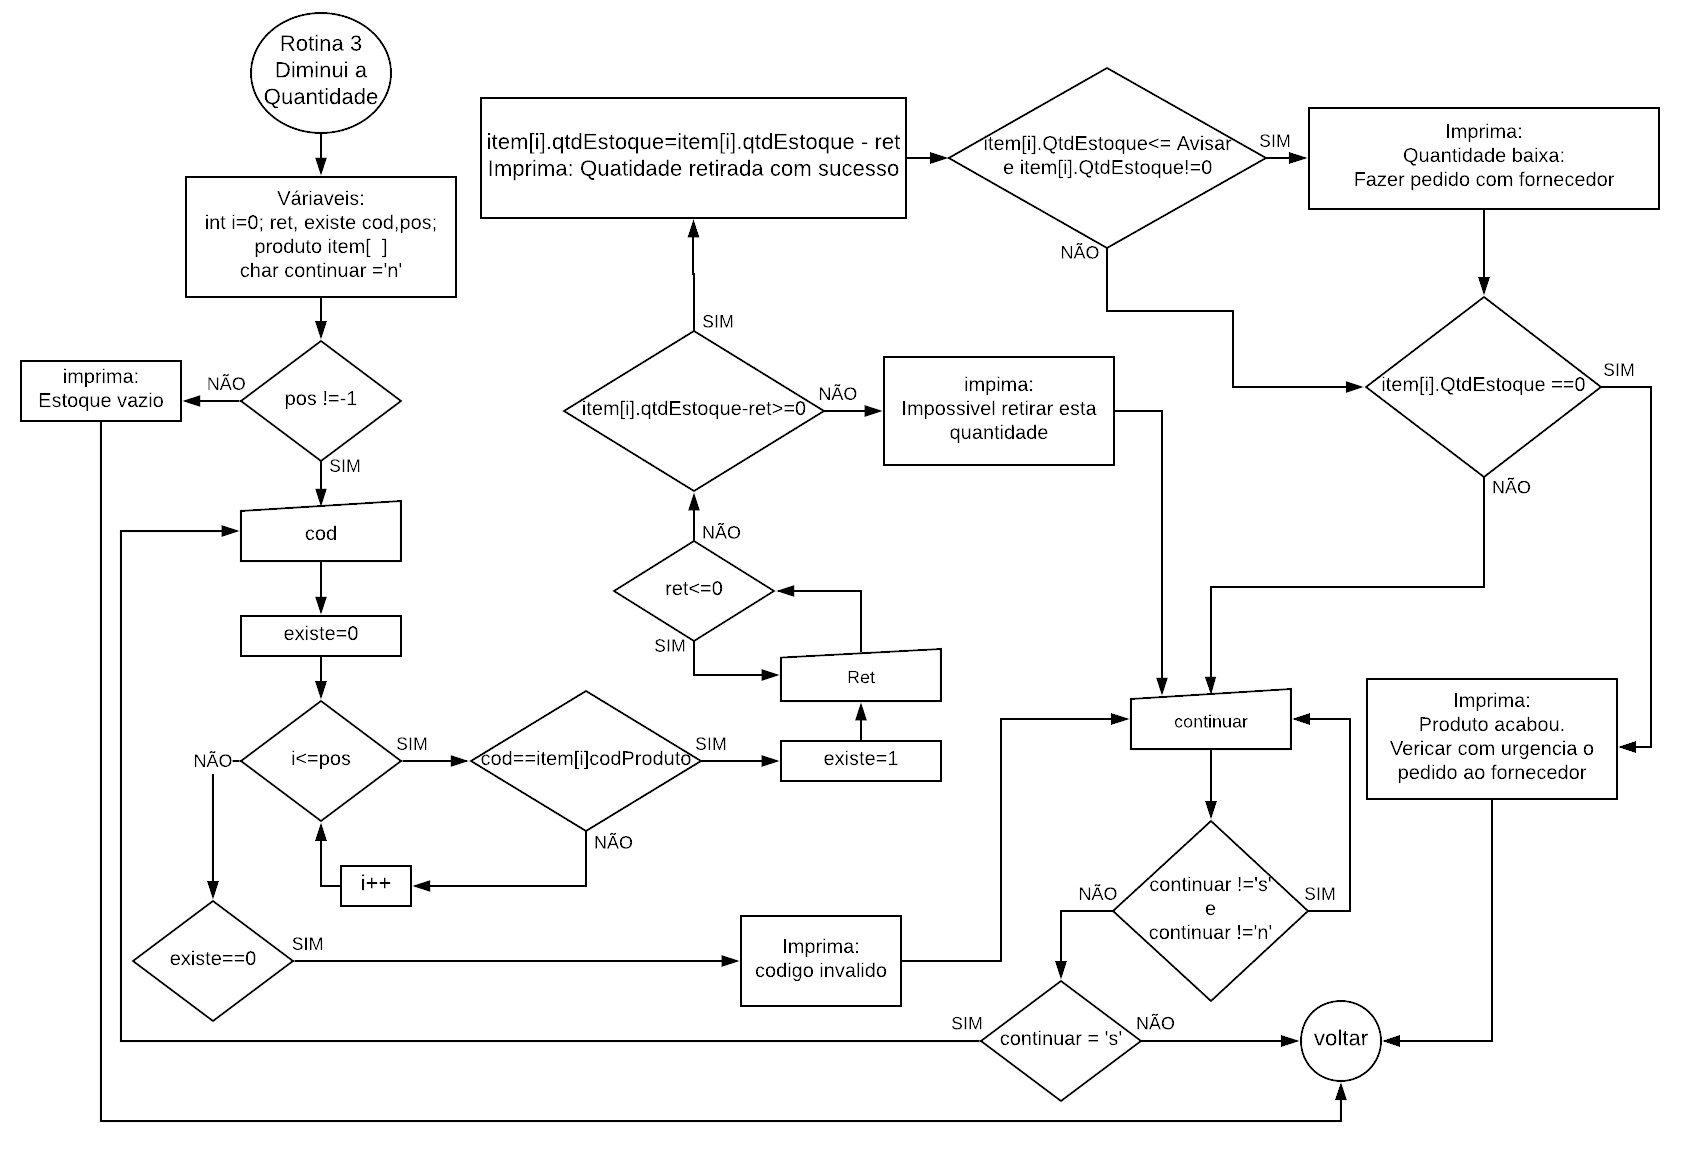 Rotina 3
Diminui a
Quantidade
Váriaveis:
int i=0; ret, existe cod,pos;
produto item[  ]
char continuar ='n'
pos !=-1
NÃO
imprima:
Estoque vazio
SIM
cod
existe=0
i<=pos
SIM
NÃO
cod==item[i]codProduto
SIM
NÃO
i++
existe==0
SIM
Imprima:
codigo invalido
existe=1
Ret
ret<=0
SIM
NÃO
item[i].qtdEstoque-ret>=0
SIM
NÃO
impima:
Impossivel retirar esta
quantidade
item[i].qtdEstoque=item[i].qtdEstoque - ret
Imprima: Quatidade retirada com sucesso
item[i].QtdEstoque<= Avisar
e item[i].QtdEstoque!=0
SIM
NÃO
Imprima:
Quantidade baixa:
Fazer pedido com fornecedor
item[i].QtdEstoque ==0
SIM
NÃO
Imprima:
Produto acabou.
Vericar com urgencia o
pedido ao fornecedor
continuar
continuar !='s'
e
continuar !='n'
SIM
NÃO
continuar = 's'
SIM
NÃO
voltar